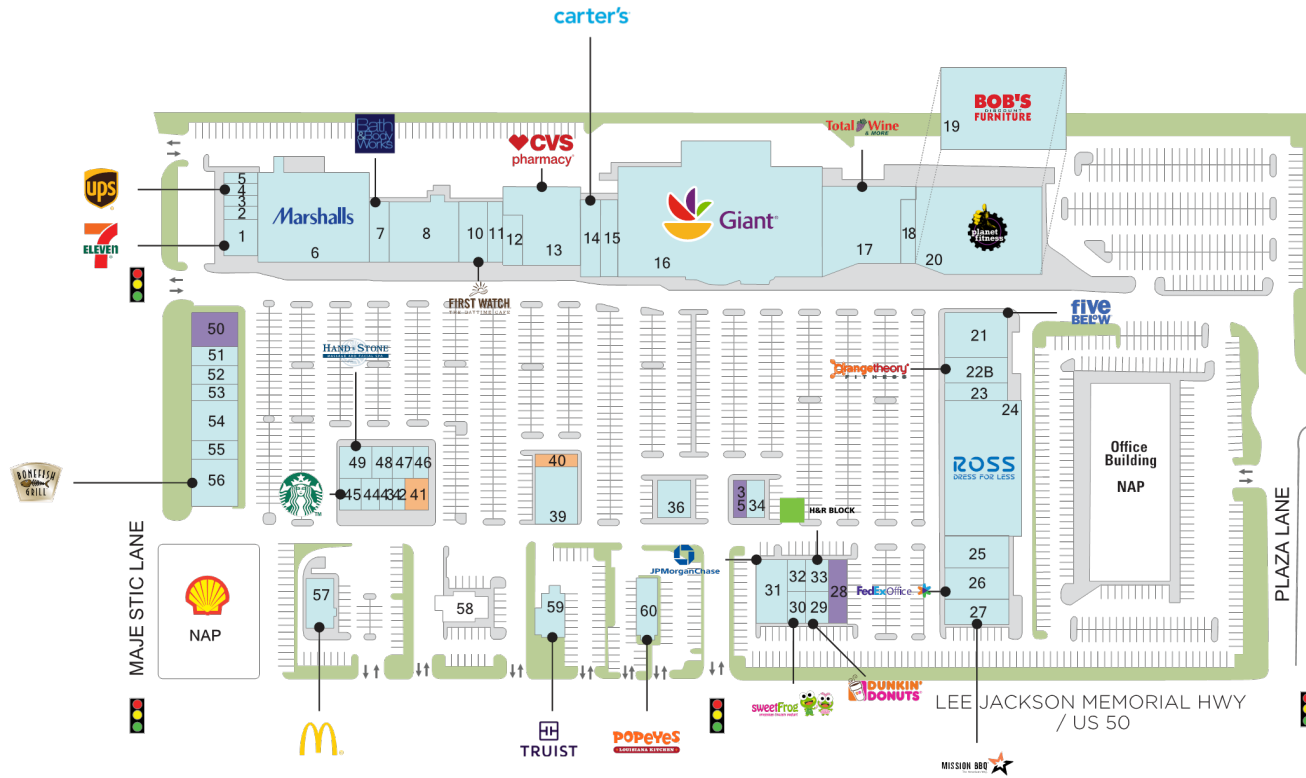 carter's
BOB'S
DISCOUNT
FURNITURE
19
Bath
&Body
Works
CVS
pharmacy
Total Wine
& MORE
ups
7
ELEVEN
5
4
3
2
1
Marshalls
6
7
8
10
11
12
13
14
15
Giant
16
17
18
planet
fitness
20
FIRST WATCH
THE DAYTIME CAFE
five
BELOW
HAND & STONE
MASSAGE AND FACIAL SPA
orangetheory
FITNESS
50
51
52
53
54
55
56
BONEFISH
GRILL
21
22B
23
24
ROSS
DRESS FOR LESS
25
26
27
Office
Building
NAP
49
48
47
46
45
44
43
42
41
TM
40
39
36
35
34
H&R BLOCK
JPMorganChase
31
32
33
30
29
28
FedEx Office
NAP
57
58
59
60
MAJESTIC LANE
PLAZA LANE
TRUIST
POPEYES
LOUISIANA KITCHEN
sweetFrog
DUNKIN'
DONUTS
LEE JACKSON MEMORIAL HWY
/ US 50
MISSION BBQ